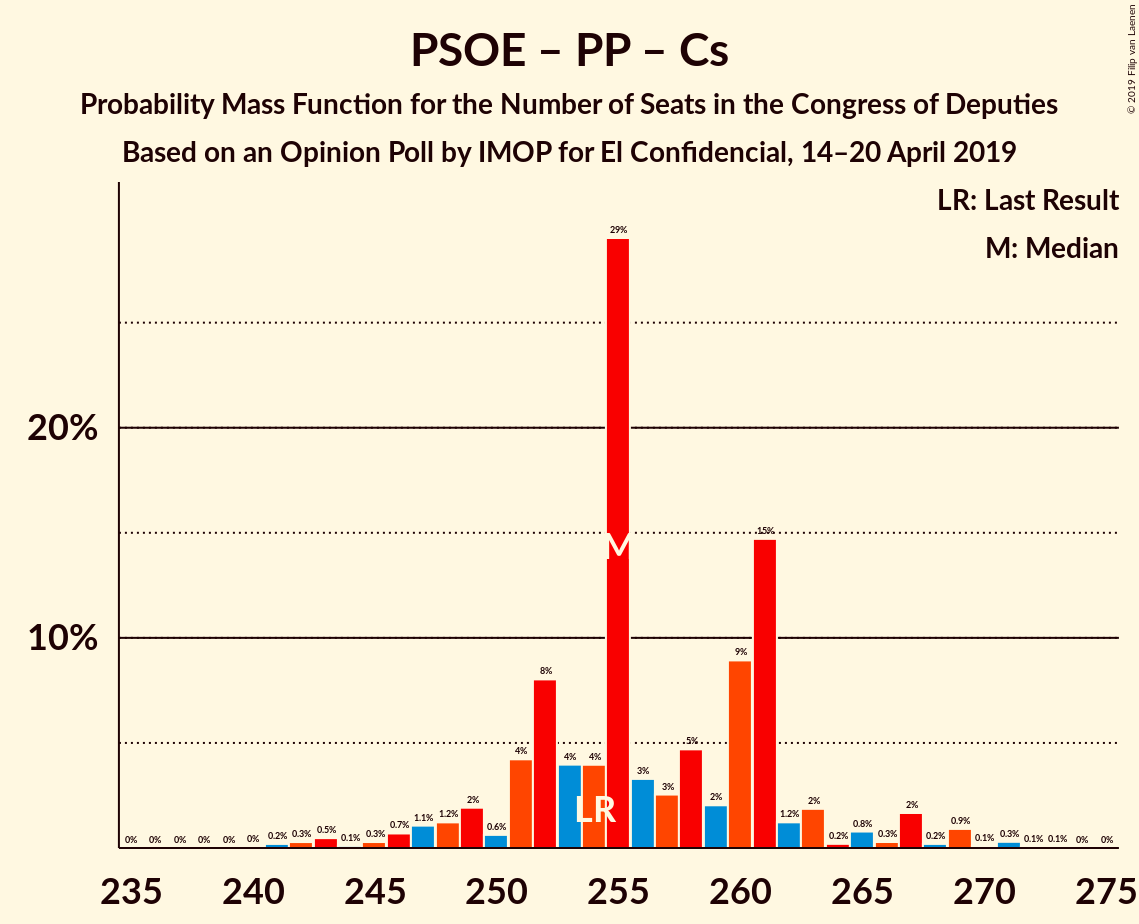 PSOE – PP – Cs
Probability Mass Function for the Number of Seats in the Congress of Deputies
Based on an Opinion Poll by IMOP for El Confidencial, 14–20 April 2019
© 2019 Filip van Laenen
LR: Last Result
M: Median
20%
10%
0% 0% 0% 0% 0% 0% 0.2% 0.3% 0.5% 0.1% 0.3% 0.7% 1.1% 1.2% 2% 0.6% 4% 8% 4% 4% 29% 3% 3% 5% 2% 9% 15% 1.2% 2% 0.2% 0.8% 0.3% 2% 0.2% 0.9% 0.1% 0.3% 0.1% 0.1% 0% 0%
M
LR
235 240 245 250 255 260 265 270 275